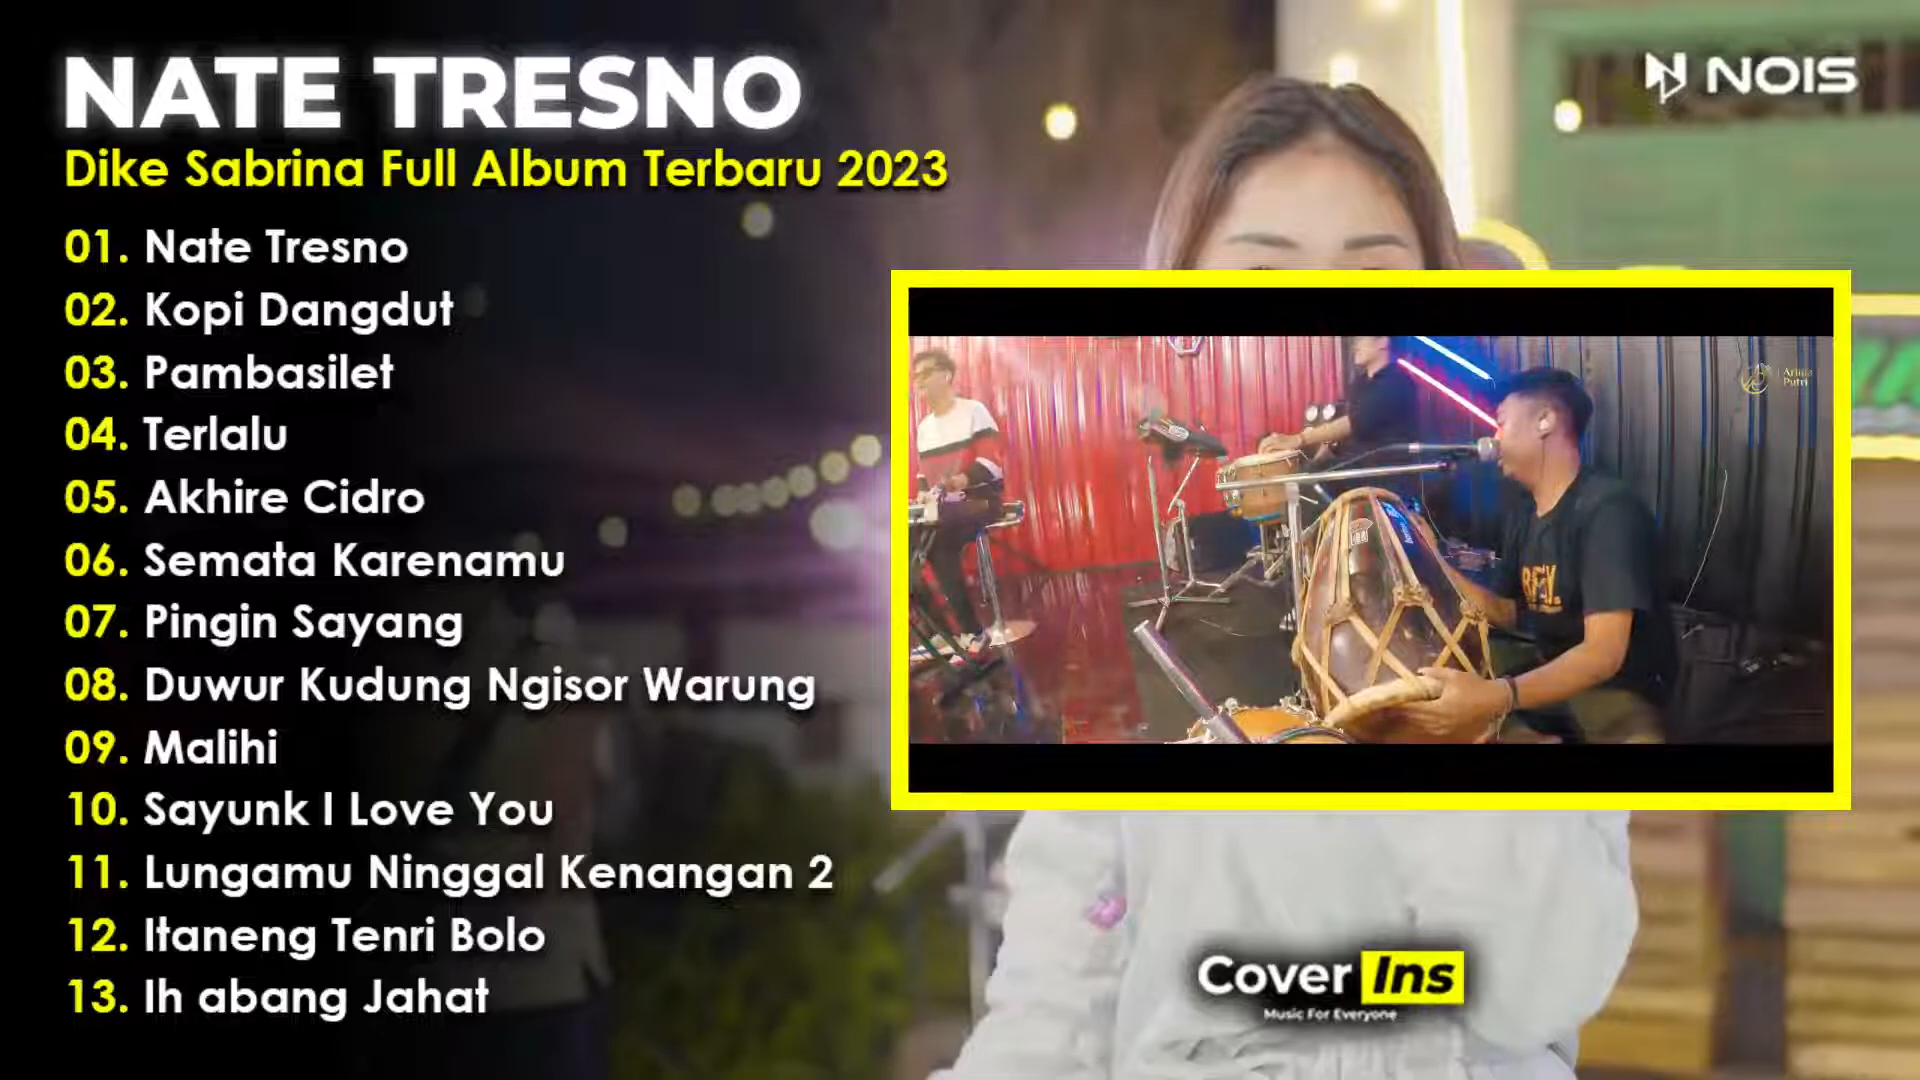 NATE TRESNO
Dike Sabrina Full Album Terbaru 2023
01. Nate Tresno
02. Kopi Dangdut
03. Pambasilet
04. Terlalu
05. Akhire Cidro
06. Semata Karenamu
07. Pingin Sayang
08. Duwur Kudung Ngisor Warung
09. Malihi
10. Sayunk I Love You
11. Lungamu Ninggal Kenangan 2
12. Itaneng Tenri Bolo
13. Ih abang Jahat
NOIS
Putri
Cover Ins
Music For Everyone